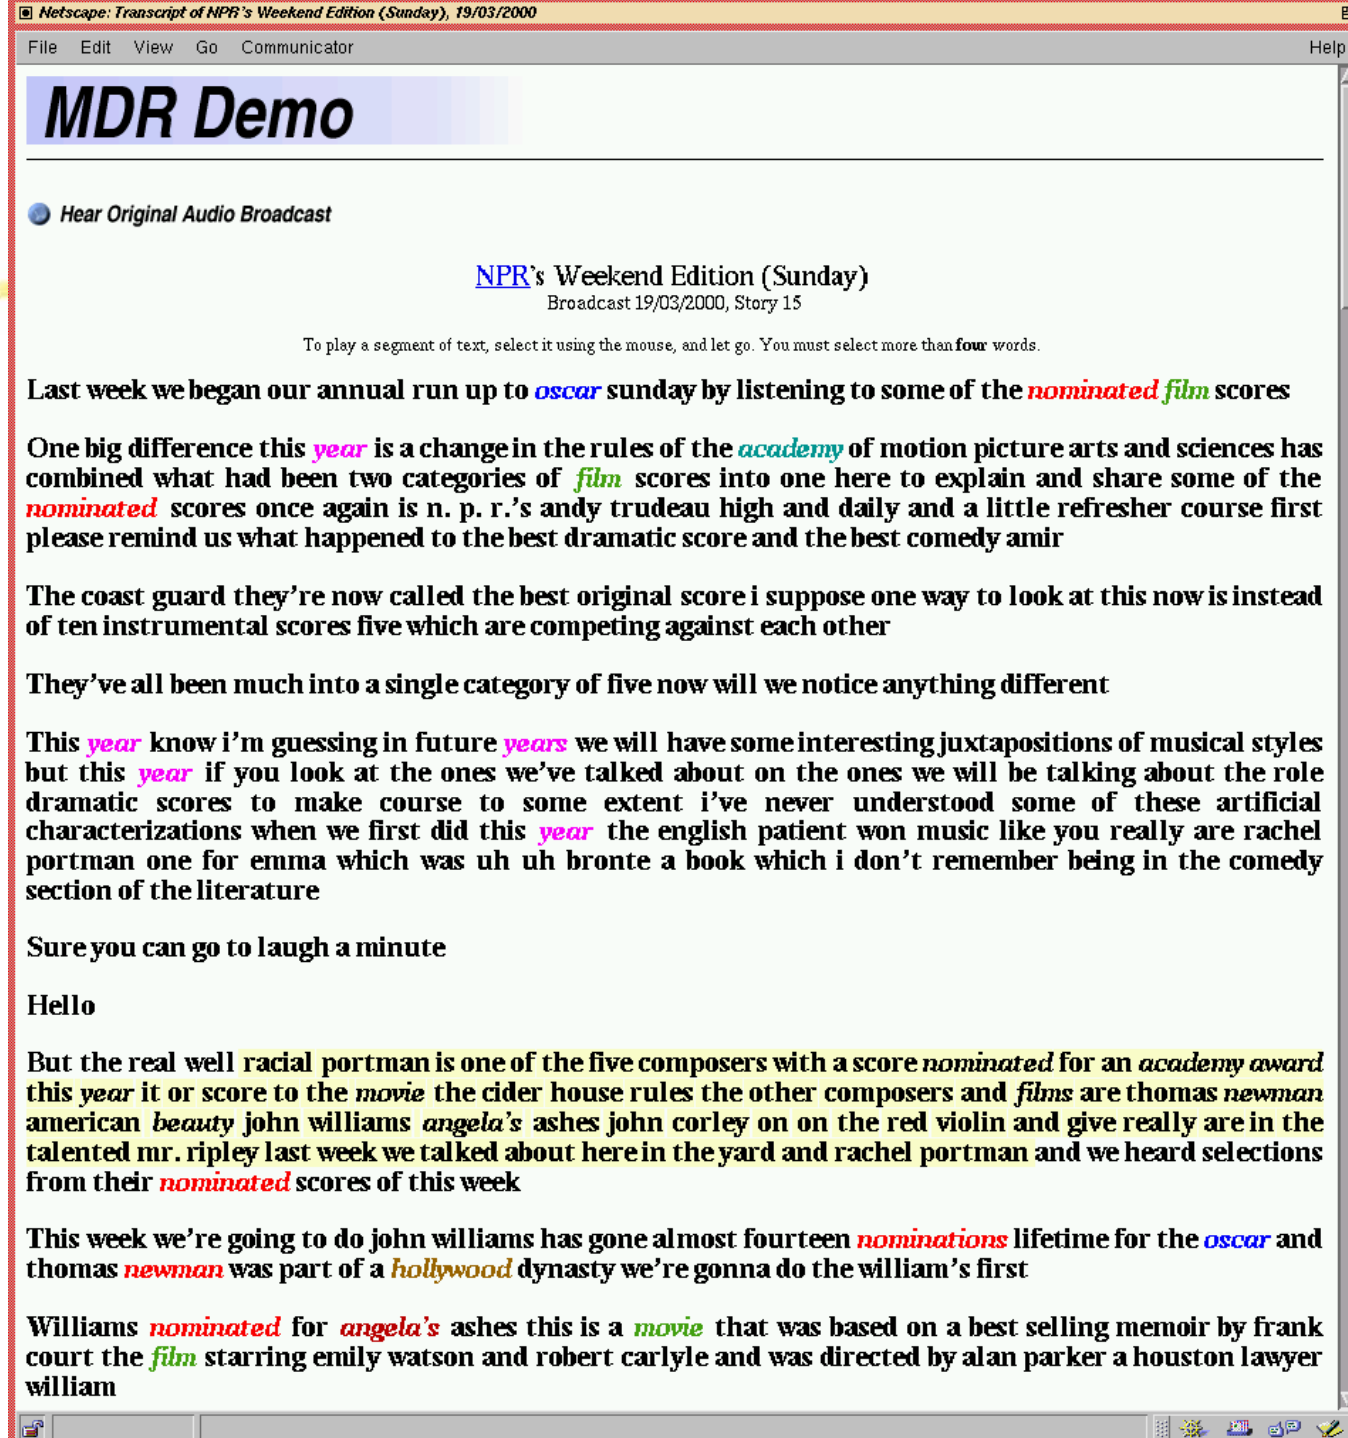 Netscape: Transcript of NPR's Weekend Edition (Sunday), 19/03/2000
File Edit View Go Communicator Help
MDR Demo
Hear Original Audio Broadcast
NPR's Weekend Edition (Sunday)
Broadcast 19/03/2000, Story 15
To play a segment of text, select it using the mouse, and let go. You must select more than four words.
Last week we began our annual run up to oscar sunday by listening to some of the nominated film scores
One big difference this year is a change in the rules of the academy of motion picture arts and sciences has
combined what had been two categories of film scores into one here to explain and share some of the
nominated scores once again is n. p. r.'s andy trudeau high and daily and a little refresher course first
please remind us what happened to the best dramatic score and the best comedy amir
The coast guard they're now called the best original score i suppose one way to look at this now is instead
of ten instrumental scores five which are competing against each other
They've all been much into a single category of five now will we notice anything different
This year know i'm guessing in future years we will have some interesting juxtapositions of musical styles
but this year if you look at the ones we've talked about on the ones we will be talking about the role
dramatic scores to make course to some extent i've never understood some of these artificial
characterizations when we first did this year the english patient won music like you really are rachel
portman one for emma which was uh uh bronte a book which i don't remember being in the comedy
section of the literature
Sure you can go to laugh a minute
Hello
But the real well racial portman is one of the five composers with a score nominated for an academy award
this year it or score to the movie the cider house rules the other composers and films are thomas newman
american beauty john williams angela's ashes john corley on on the red violin and give really are in the
talented mr. ripley last week we talked about here in the yard and rachel portman and we heard selections
from their nominated scores of this week
This week we're going to do john williams has gone almost fourteen nominations lifetime for the oscar and
thomas newman was part of a hollywood dynasty we're gonna do the william's first
Williams nominated for angela's ashes this is a movie that was based on a best selling memoir by frank
court the film starring emily watson and robert carlyle and was directed by alan parker a houston lawyer
william